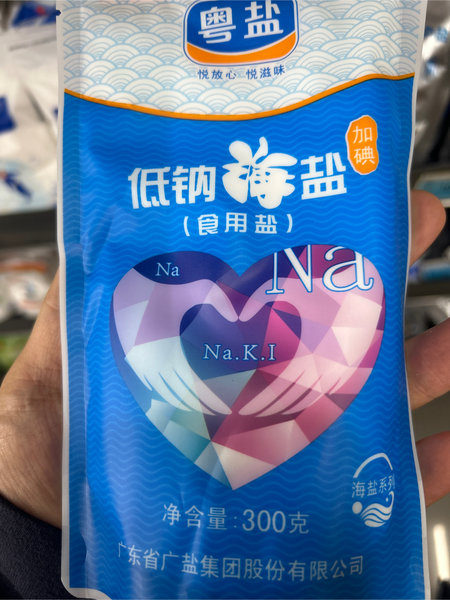 粤盐
悦放心 悦滋味
加碘
低钠海盐
(食用盐)
Na
Na
Na.K.I
海盐系列
净含量:300克
广东省广盐集团股份有限公司